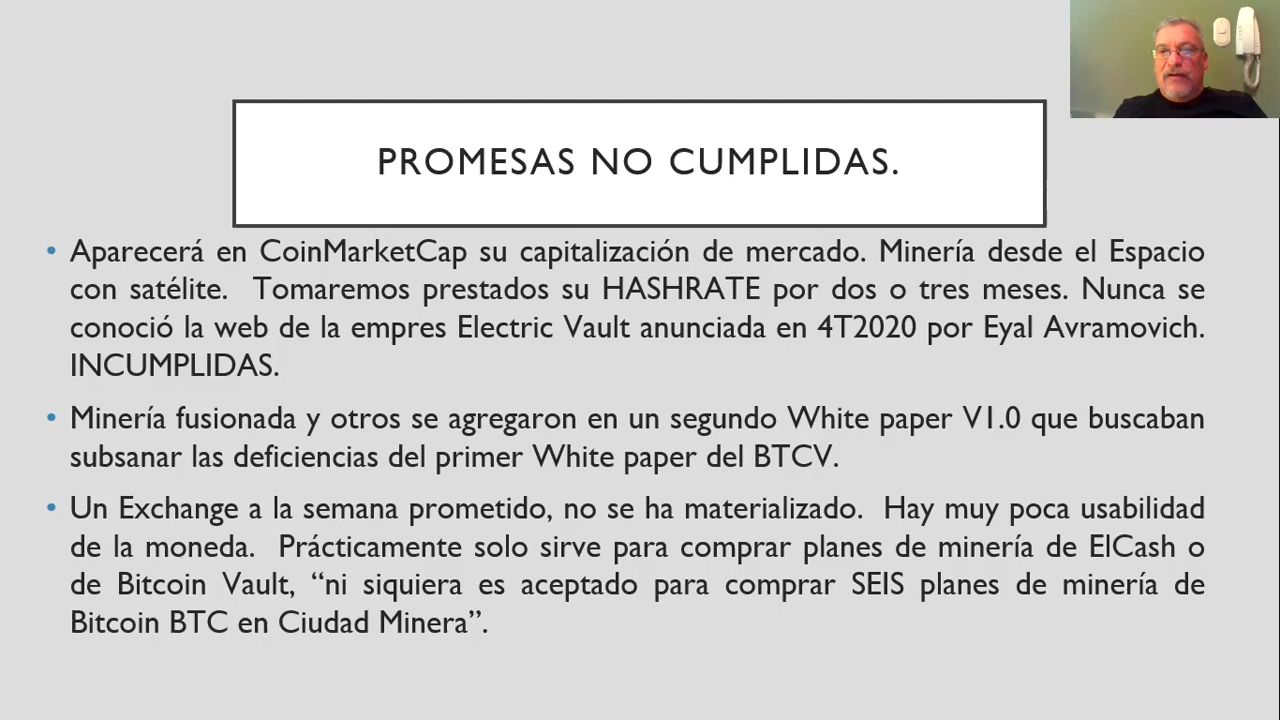 PROMESAS NO CUMPLIDAS.
• Aparecerá en CoinMarketCap su capitalización de mercado. Minería desde el Espacio
con satélite. Tomaremos prestados su HASHRATE por dos o tres meses. Nunca se
conoció la web de la empres Electric Vault anunciada en 4T2020 por Eyal Avramovich.
INCUMPLIDAS.
• Minería fusionada y otros se agregaron en un segundo White paper V1.0 que buscaban
subsanar las deficiencias del primer White paper del BTCV.
• Un Exchange a la semana prometido, no se ha materializado. Hay muy poca usabilidad
de la moneda. Prácticamente solo sirve para comprar planes de minería de ElCash o
de Bitcoin Vault, “ni siquiera es aceptado para comprar SEIS planes de minería de
Bitcoin BTC en Ciudad Minera”.